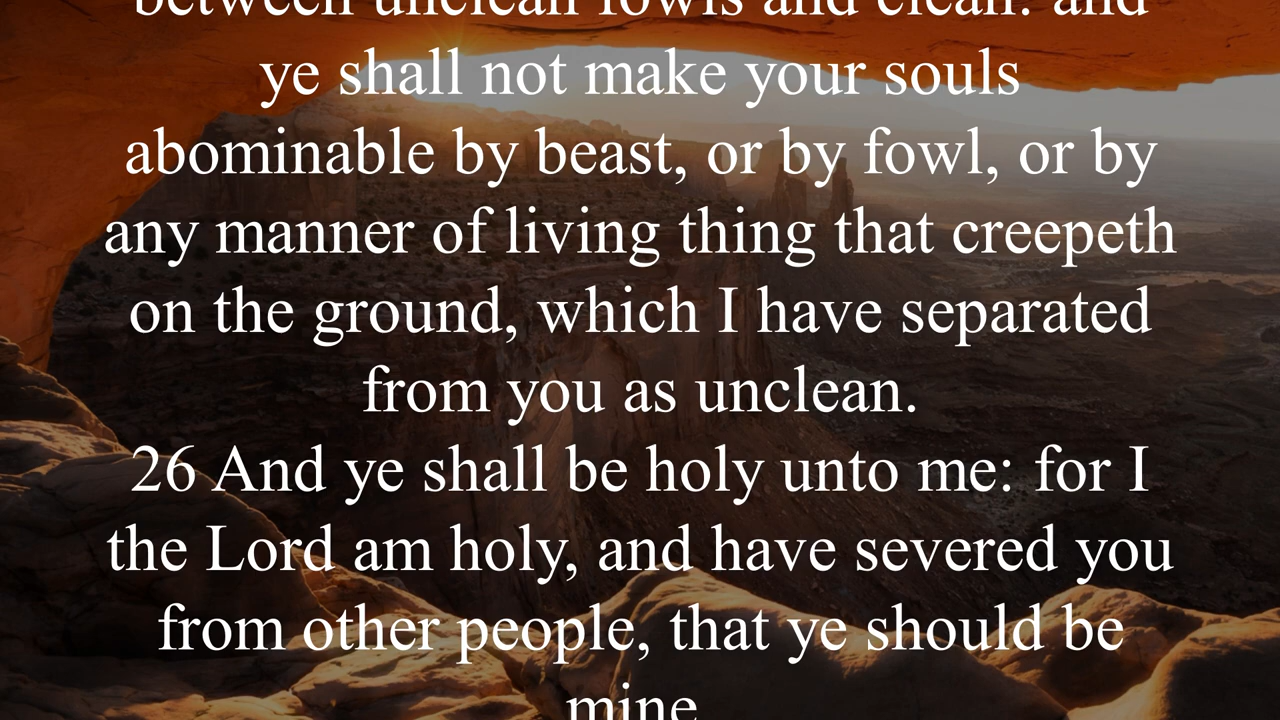 between unclean fowls and clean: and
ye shall not make your souls
abominable by beast, or by fowl, or by
any manner of living thing that creepeth
on the ground, which I have separated
from you as unclean.
26 And ye shall be holy unto me: for I
the Lord am holy, and have severed you
from other people, that ye should be
mine.